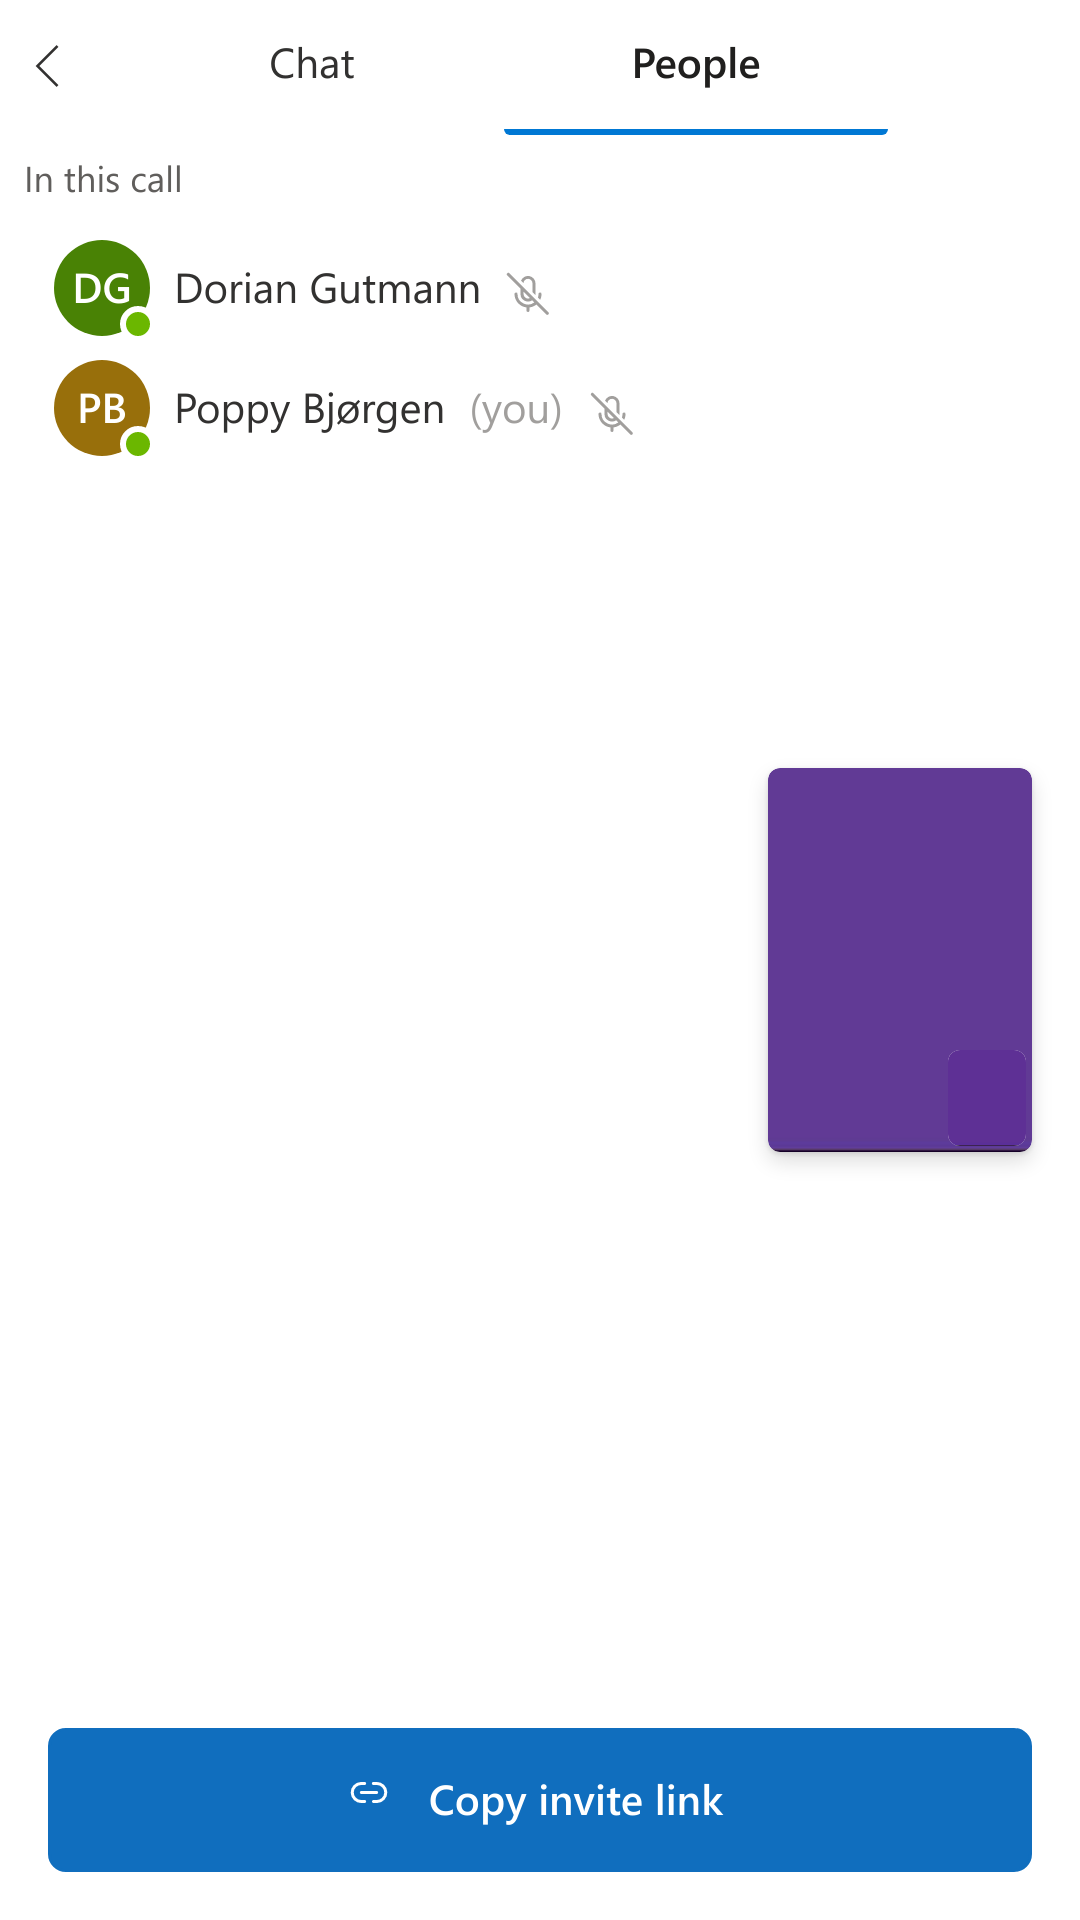 Chat People
In this call
DG Dorian Gutmann
PB Poppy Bjørgen (you)
Copy invite link